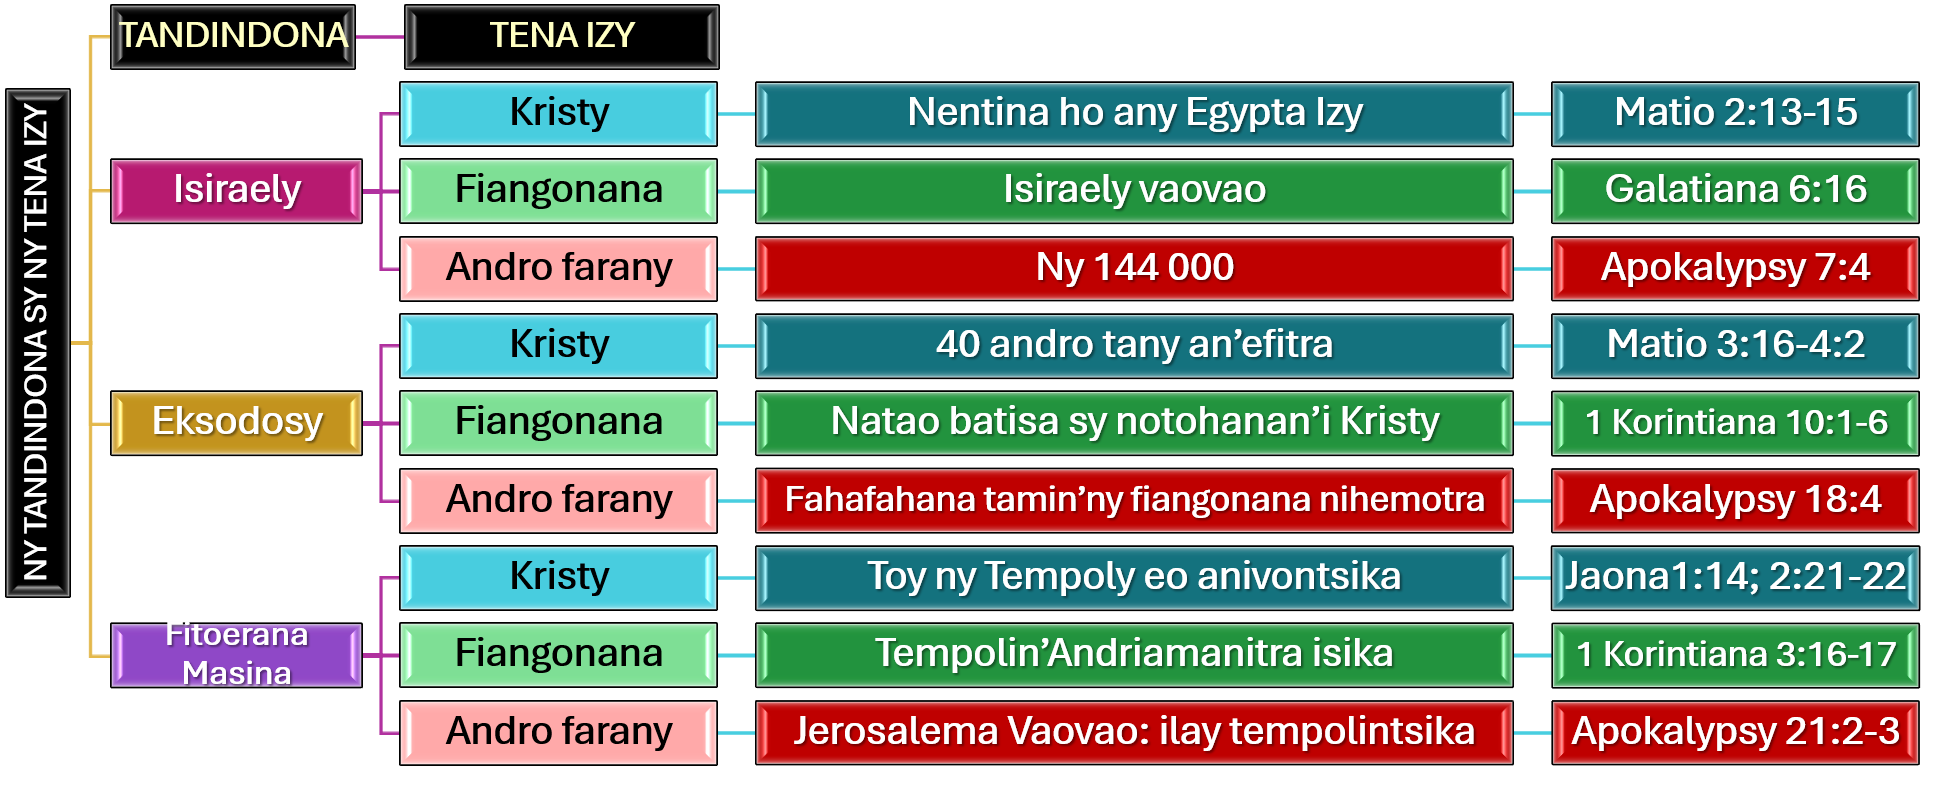 NY TANDINDONA SY NY TENA IZY
TANDINDONA
TENA IZY
Isiraely
Kristy
Nentina ho any Egypta Izy
Matio 2:13-15
Fiangonana
Isiraely vaovao
Galatiana 6:16
Andro farany
Ny 144 000
Apokalypsy 7:4
Eksodosy
Kristy
40 andro tany an’efitra
Matio 3:16-4:2
Fiangonana
Natao batisa sy notohanan’i Kristy
1 Korintiana 10:1-6
Andro farany
Fahafahana tamin’ny fiangonana nihemotra
Apokalypsy 18:4
Fitoerana
Masina
Kristy
Toy ny Tempoly eo anivontsika
Jaona1:14; 2:21-22
Fiangonana
Tempolin’Andriamanitra isika
1 Korintiana 3:16-17
Andro farany
Jerosalema Vaovao: ilay tempolintsika
Apokalypsy 21:2-3